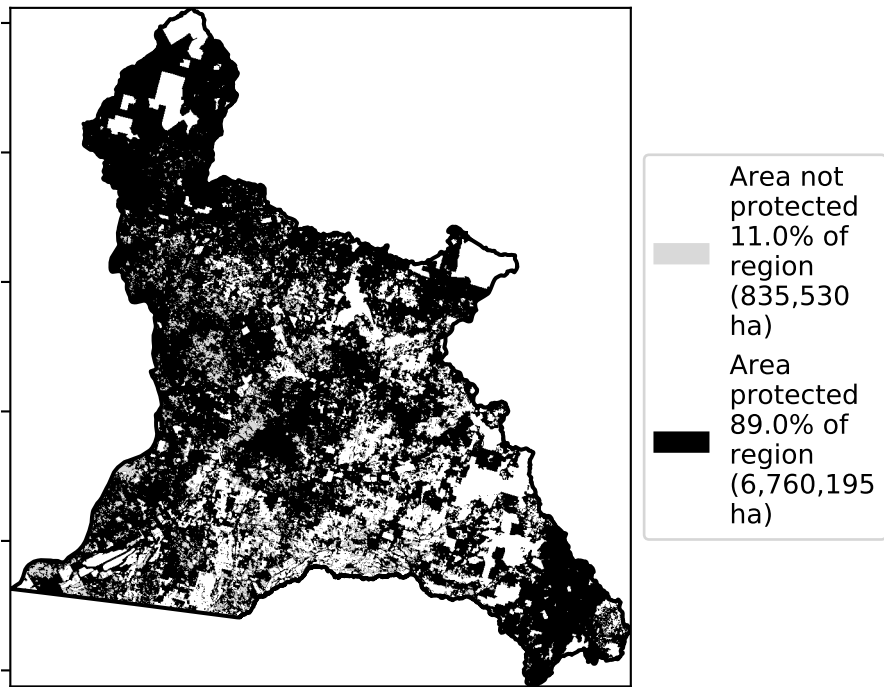 Area not
protected
11.0% of
region
(835,530
ha)
Area
protected
89.0% of
region
(6,760,195
ha)